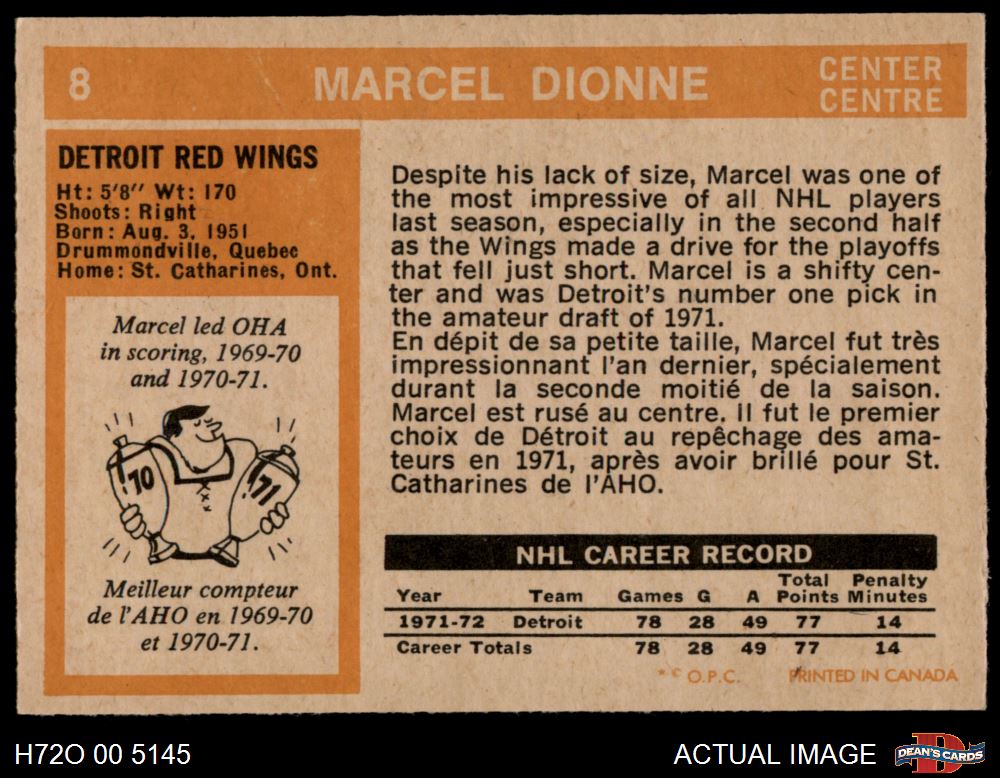 8
MARCEL DIONNE
CENTER
CENTRE
DETROIT RED WINGS
Ht: 5'8" Wt: 170
Shoots: Right
Born: Aug. 3, 1951
Drummondville, Quebec
Home: St. Catharines, Ont.
Marcel led OHA
in scoring, 1969-70
and 1970-71.
70
71
Meilleur compteur
de l'AHO en 1969-70
et 1970-71.
Despite his lack of size, Marcel was one of
the most impressive of all NHL players
last season, especially in the second half
as the Wings made a drive for the playoffs
that fell just short. Marcel is a shifty cen-
ter and was Detroit's number one pick in
the amateur draft of 1971.
En dépit de sa petite taille, Marcel fut très
impressionnant l'an dernier, spécialement
durant la seconde moitié de la saison.
Marcel est rusé au centre. Il fut le premier
choix de Détroit au repêchage des ama-
teurs en 1971, après avoir brillé pour St.
Catharines de l'AHO.
NHL CAREER RECORD
Year Team Games G A Total Points Penalty Minutes
1971-72 Detroit 78 28 49 77 14
Career Totals 78 28 49 77 14
* © O.P.C. PRINTED IN CANADA
H72O 00 5145
ACTUAL IMAGE
DEAN'S CARDS